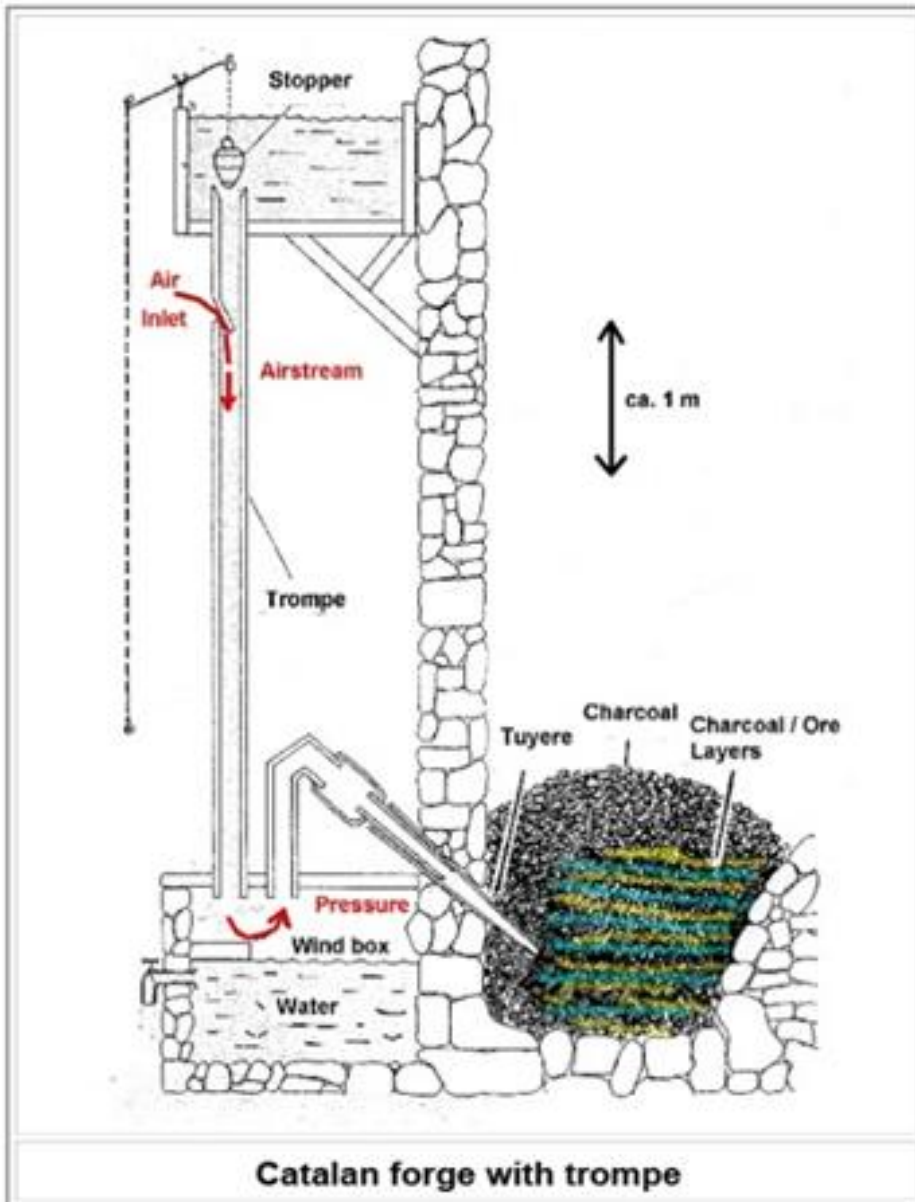 Stopper
Air
Inlet
Airstream
ca. 1 m
Trompe
Charcoal
Tuyere
Charcoal / Ore
Layers
Pressure
Wind box
Water
Catalan forge with trompe